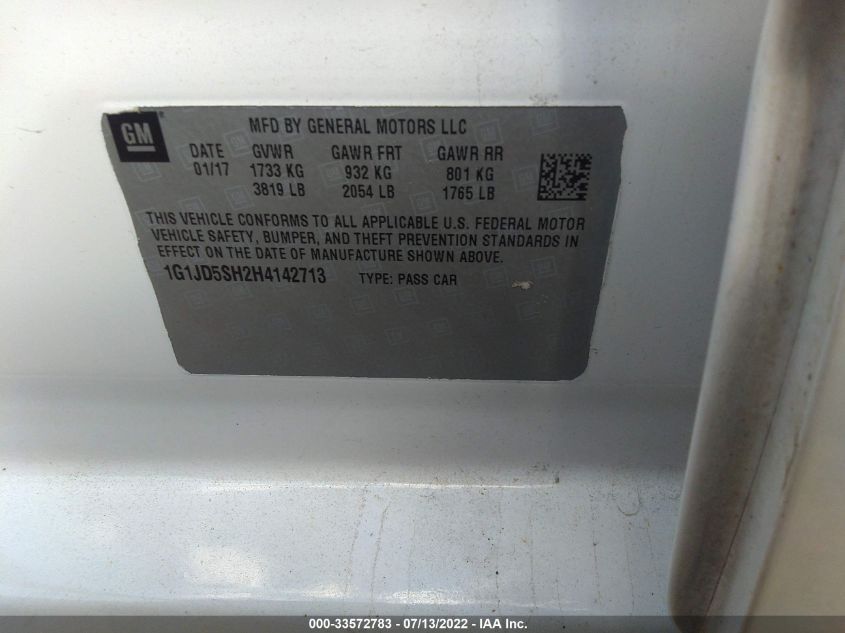 GM
MFD BY GENERAL MOTORS LLC
DATE GVWR GAWR FRT GAWR RR
01/17 1733 KG 932 KG 801 KG
3819 LB 2054 LB 1765 LB
THIS VEHICLE CONFORMS TO ALL APPLICABLE U.S. FEDERAL MOTOR
VEHICLE SAFETY, BUMPER, AND THEFT PREVENTION STANDARDS IN
EFFECT ON THE DATE OF MANUFACTURE SHOWN ABOVE.
1G1JD5SH2H4142713 TYPE: PASS CAR
000-33572783 - 07/13/2022 - IAA Inc.